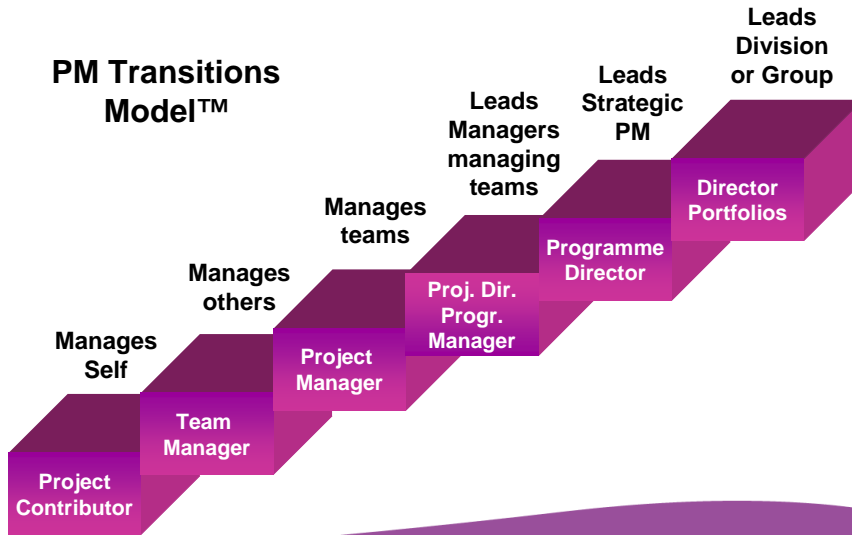 PM Transitions
Model™
Leads
Division
or Group
Leads
Strategic
PM
Leads
Managers
managing
teams
Manages
teams
Manages
others
Manages
Self
Director
Portfolios
Programme
Director
Proj. Dir.
Progr.
Manager
Project
Manager
Team
Manager
Project
Contributor